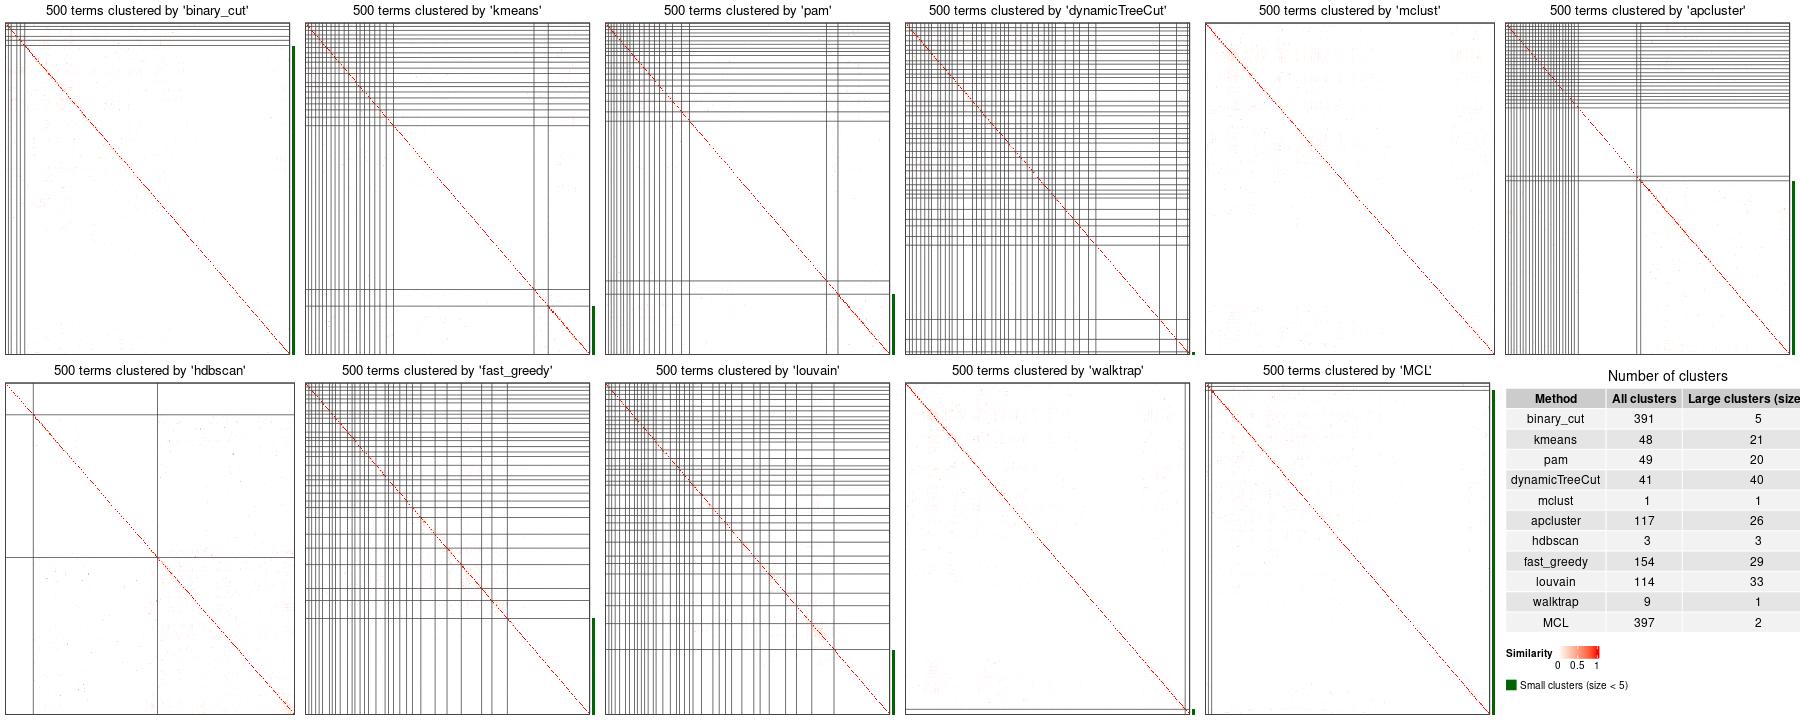 500 terms clustered by 'binary_cut'
500 terms clustered by 'kmeans'
500 terms clustered by 'pam'
500 terms clustered by 'dynamicTreeCut'
500 terms clustered by 'mclust'
500 terms clustered by 'apcluster'
500 terms clustered by 'hdbscan'
500 terms clustered by 'fast_greedy'
500 terms clustered by 'louvain'
500 terms clustered by 'walktrap'
500 terms clustered by 'MCL'
Number of clusters
Method All clusters Large clusters (size
binary_cut 391 5
kmeans 48 21
pam 49 20
dynamicTreeCut 41 40
mclust 1 1
apcluster 117 26
hdbscan 3 3
fast_greedy 154 29
louvain 114 33
walktrap 9 1
MCL 397 2
Similarity
0 0.5 1
Small clusters (size < 5)